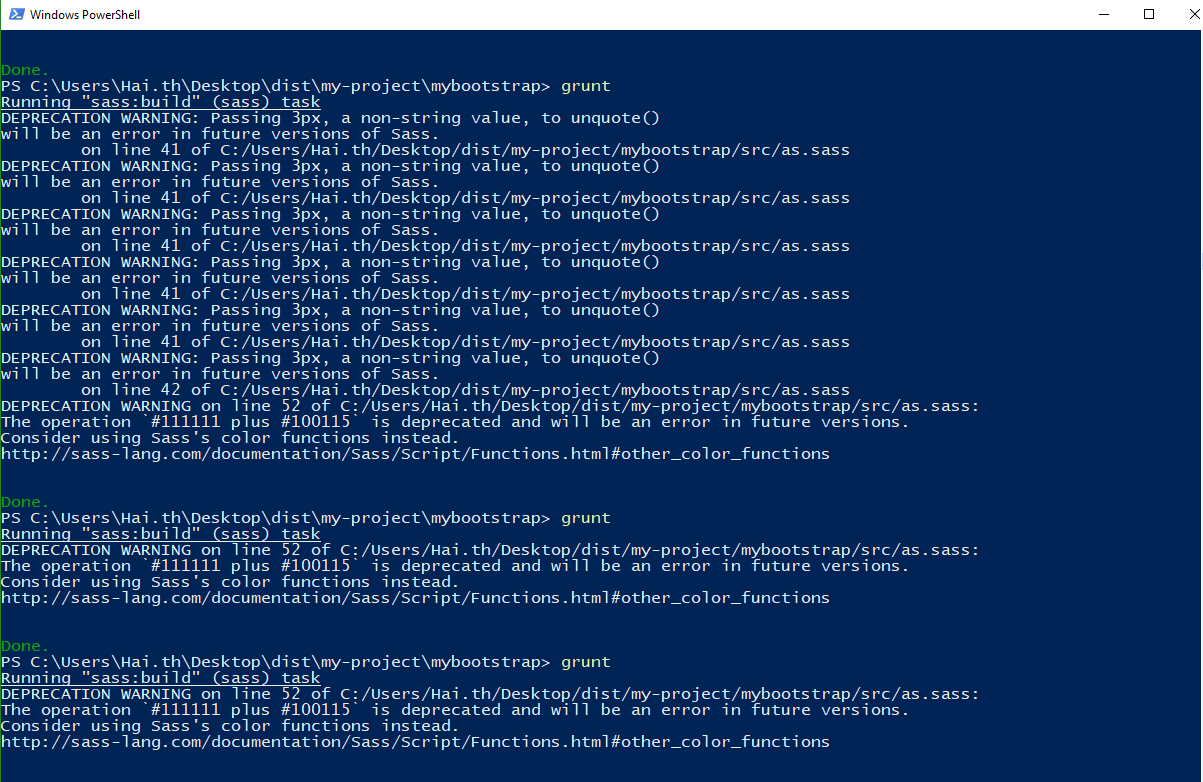 Windows PowerShell
Done.
PS C:\Users\Hai.th\Desktop\dist\my-project\mybootstrap> grunt
Running "sass:build" (sass) task
DEPRECATION WARNING: Passing 3px, a non-string value, to unquote()
will be an error in future versions of Sass.
        on line 41 of C:/Users/Hai.th/Desktop/dist/my-project/mybootstrap/src/as.sass
DEPRECATION WARNING: Passing 3px, a non-string value, to unquote()
will be an error in future versions of Sass.
        on line 41 of C:/Users/Hai.th/Desktop/dist/my-project/mybootstrap/src/as.sass
DEPRECATION WARNING: Passing 3px, a non-string value, to unquote()
will be an error in future versions of Sass.
        on line 41 of C:/Users/Hai.th/Desktop/dist/my-project/mybootstrap/src/as.sass
DEPRECATION WARNING: Passing 3px, a non-string value, to unquote()
will be an error in future versions of Sass.
        on line 41 of C:/Users/Hai.th/Desktop/dist/my-project/mybootstrap/src/as.sass
DEPRECATION WARNING: Passing 3px, a non-string value, to unquote()
will be an error in future versions of Sass.
        on line 41 of C:/Users/Hai.th/Desktop/dist/my-project/mybootstrap/src/as.sass
DEPRECATION WARNING: Passing 3px, a non-string value, to unquote()
will be an error in future versions of Sass.
        on line 42 of C:/Users/Hai.th/Desktop/dist/my-project/mybootstrap/src/as.sass
DEPRECATION WARNING on line 52 of C:/Users/Hai.th/Desktop/dist/my-project/mybootstrap/src/as.sass:
The operation `#111111 plus #100115` is deprecated and will be an error in future versions.
Consider using Sass's color functions instead.
http://sass-lang.com/documentation/Sass/Script/Functions.html#other_color_functions
Done.
PS C:\Users\Hai.th\Desktop\dist\my-project\mybootstrap> grunt
Running "sass:build" (sass) task
DEPRECATION WARNING on line 52 of C:/Users/Hai.th/Desktop/dist/my-project/mybootstrap/src/as.sass:
The operation `#111111 plus #100115` is deprecated and will be an error in future versions.
Consider using Sass's color functions instead.
http://sass-lang.com/documentation/Sass/Script/Functions.html#other_color_functions
Done.
PS C:\Users\Hai.th\Desktop\dist\my-project\mybootstrap> grunt
Running "sass:build" (sass) task
DEPRECATION WARNING on line 52 of C:/Users/Hai.th/Desktop/dist/my-project/mybootstrap/src/as.sass:
The operation `#111111 plus #100115` is deprecated and will be an error in future versions.
Consider using Sass's color functions instead.
http://sass-lang.com/documentation/Sass/Script/Functions.html#other_color_functions